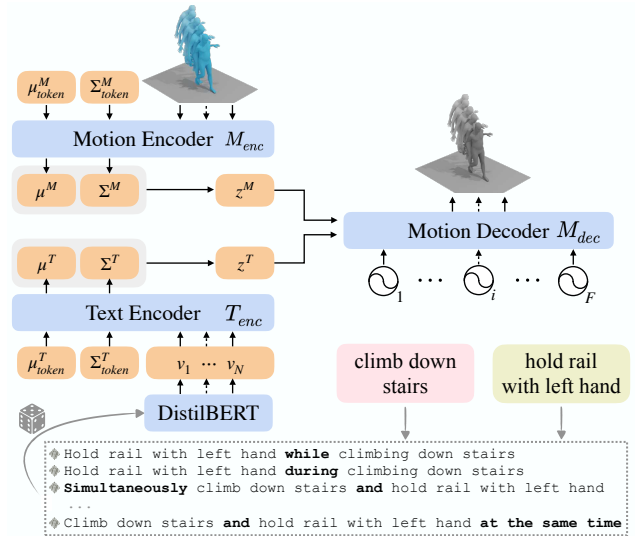 μ^M_token Σ^M_token
Motion Encoder M_enc
μ^M Σ^M z^M
Motion Decoder M_dec
μ^T Σ^T z^T
1 ... i ... F
Text Encoder T_enc
μ^T_token Σ^T_token v_1 ... v_N
DistilBERT
climb down
stairs
hold rail
with left hand
Hold rail with left hand while climbing down stairs
Hold rail with left hand during climbing down stairs
Simultaneously climb down stairs and hold rail with left hand
...
Climb down stairs and hold rail with left hand at the same time